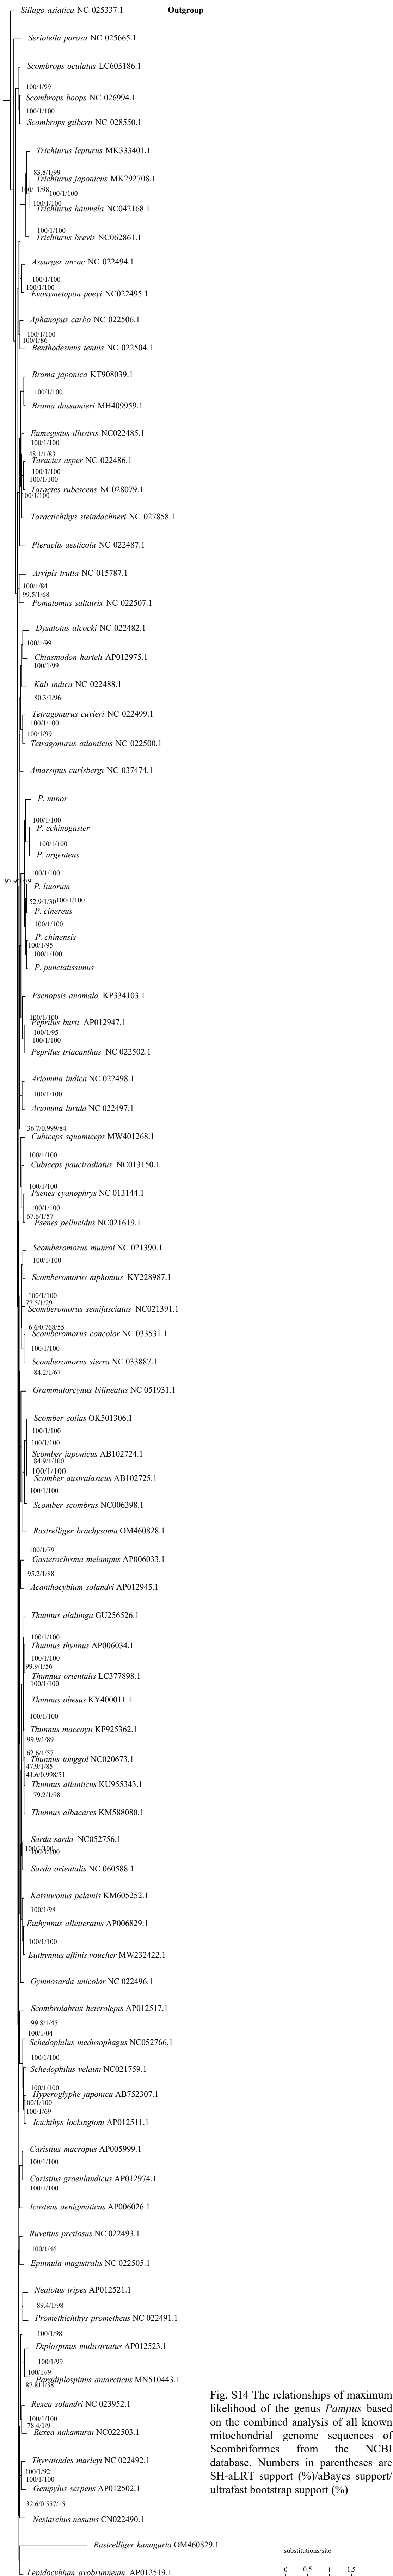 Sillago asiatica NC 025337.1
Outgroup
Seriolella porosa NC 025665.1
Scombrops oculatus LC603186.1
100/1/99
Scombrops boops NC 026994.1
100/1/100
Scombrops gilberti NC 028550.1
Trichiurus lepturus MK333401.1
83.8/1/99
Trichiurus japonicus MK292708.1
100/ 1/98
100/1/100
100/1/100
Trichiurus haumela NC042168.1
100/1/100
Trichiurus brevis NC062861.1
Assurger anzac NC 022494.1
100/1/100
100/1/100
Evoxymetopon poeyi NC022495.1
Aphanopus carbo NC 022506.1
100/1/100
100/1/86
Benthodesmus tenuis NC 022504.1
Brama japonica KT908039.1
100/1/100
Brama dussumieri MH409959.1
Eumegistus illustris NC022485.1
100/1/100
48.1/1/83
Taractes asper NC 022486.1
100/1/100
100/1/100
Taractes rubescens NC028079.1
100/1/100
Taractichthys steindachneri NC 027858.1
Pteraclis aesticola NC 022487.1
Arripis trutta NC 015787.1
100/1/84
99.5/1/68
Pomatomus saltatrix NC 022507.1
Dysalotus alcocki NC 022482.1
100/1/99
Chiasmodon harteli AP012975.1
100/1/99
Kali indica NC 022488.1
80.3/1/96
Tetragonurus cuvieri NC 022499.1
100/1/100
100/1/99
Tetragonurus atlanticus NC 022500.1
Amarsipus carlsbergi NC 037474.1
P. minor
100/1/100
P. echinogaster
100/1/100
P. argenteus
100/1/100
97.9/1/79
P. liuorum
52.9/1/30
100/1/100
P. cinereus
100/1/100
P. chinensis
100/1/95
100/1/100
P. punctatissimus
Psenopsis anomala KP334103.1
100/1/100
Peprilus burti AP012947.1
100/1/95
100/1/100
Peprilus triacanthus NC 022502.1
Ariomma indica NC 022498.1
100/1/100
Ariomma lurida NC 022497.1
36.7/0.999/84
Cubiceps squamiceps MW401268.1
100/1/100
Cubiceps pauciradiatus NC013150.1
100/1/100
Psenes cyanophrys NC 013144.1
100/1/100
67.6/1/57
Psenes pellucidus NC021619.1
Scomberomorus munroi NC 021390.1
100/1/100
Scomberomorus niphonius KY228987.1
100/1/100
77.5/1/29
Scomberomorus semifasciatus NC021391.1
6.6/0.768/55
Scomberomorus concolor NC 033531.1
100/1/100
Scomberomorus sierra NC 033887.1
84.2/1/67
Grammatorcynus bilineatus NC 051931.1
Scomber colias OK501306.1
100/1/100
100/1/100
Scomber japonicus AB102724.1
84.9/1/100
100/1/100
Scomber australasicus AB102725.1
100/1/100
Scomber scombrus NC006398.1
Rastrelliger brachysoma OM460828.1
100/1/79
Gasterochisma melampus AP006033.1
95.2/1/88
Acanthocybium solandri AP012945.1
Thunnus alalunga GU256526.1
100/1/100
Thunnus thynnus AP006034.1
100/1/100
99.9/1/56
Thunnus orientalis LC377898.1
100/1/100
Thunnus obesus KY400011.1
100/1/100
Thunnus maccoyii KF925362.1
99.9/1/89
62.6/1/57
Thunnus tonggol NC020673.1
47.9/1/85
41.6/0.998/51
Thunnus atlanticus KU955343.1
79.2/1/98
Thunnus albacares KM588080.1
Sarda sarda NC052756.1
100/1/100
100/1/100
Sarda orientalis NC 060588.1
Katsuwonus pelamis KM605252.1
100/1/98
Euthynnus alletteratus AP006829.1
100/1/100
Euthynnus affinis voucher MW232422.1
Gymnosarda unicolor NC 022496.1
Scombrolabrax heterolepis AP012517.1
99.8/1/45
100/1/04
Schedophilus medusophagus NC052766.1
100/1/100
Schedophilus velaini NC021759.1
100/1/100
Hyperoglyphe japonica AB752307.1
100/1/100
100/1/69
Icichthys lockingtoni AP012511.1
Caristius macropus AP005999.1
100/1/100
Caristius groenlandicus AP012974.1
100/1/100
Icosteus aenigmaticus AP006026.1
Ruvettus pretiosus NC 022493.1
100/1/46
Epinnula magistralis NC 022505.1
Nealotus tripes AP012521.1
89.4/1/98
Promethichthys prometheus NC 022491.1
100/1/98
Diplospinus multistriatus AP012523.1
100/1/99
100/1//9
Paradiplospinus antarcticus MN510443.1
Rexea solandri NC 023952.1
100/1/100
78.4/1/9
Rexea nakamurai NC022503.1
Thyrsitoides marleyi NC 022492.1
100/1/92
100/1/100
Gempylus serpens AP012502.1
32.6/0.557/15
Nesiarchus nasutus CN022490.1
Rastrelliger kanagurta OM460829.1
Lepidocybium avobrunneum AP012519.1
Fig. S14 The relationships of maximum
likelihood of the genus Pampus based
on the combined analysis of all known
mitochondrial genome sequences of
Scombriformes from the NCBI
database. Numbers in parentheses are
SH-aLRT support (%)/aBayes support/
ultrafast bootstrap support (%)
substitutions/site
0 0.5 1 1.5